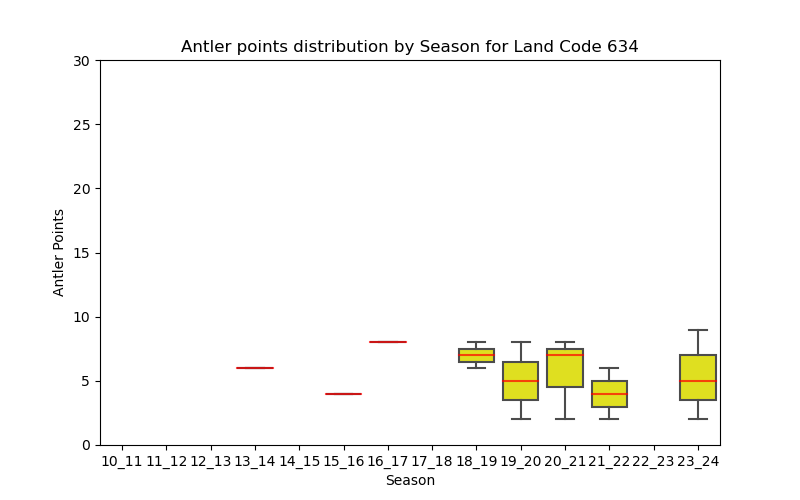 Antler points distribution by Season for Land Code 634
Antler Points
30
25
20
15
10
5
0
10_11 11_12 12_13 13_14 14_15 15_16 16_17 17_18 18_19 19_20 20_21 21_22 22_23 23_24
Season